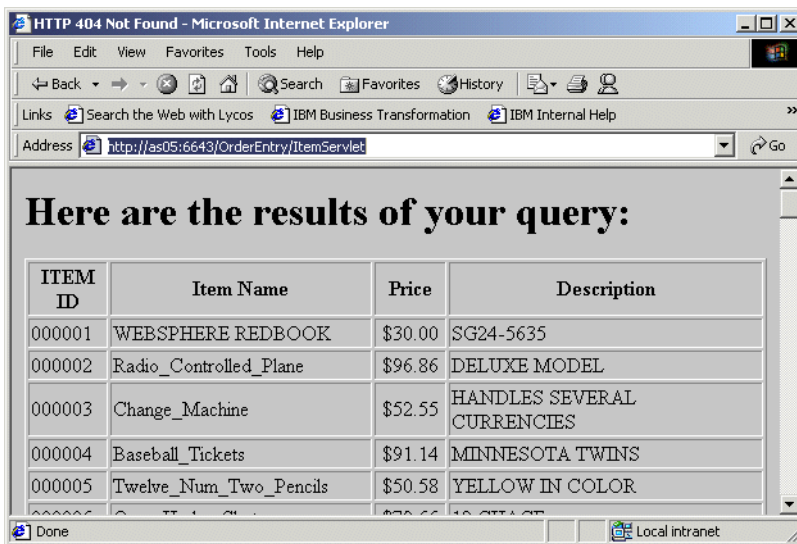 HTTP 404 Not Found - Microsoft Internet Explorer
File Edit View Favorites Tools Help
Back Search Favorites History
Links Search the Web with Lycos IBM Business Transformation IBM Internal Help »
Address http://as05:6643/OrderEntry/ItemServlet Go
Here are the results of your query:
ITEM
ID Item Name Price Description
000001 WEBSPHERE REDBOOK $30.00 SG24-5635
000002 Radio_Controlled_Plane $96.86 DELUXE MODEL
000003 Change_Machine $52.55 HANDLES SEVERAL
CURRENCIES
000004 Baseball_Tickets $91.14 MINNESOTA TWINS
000005 Twelve_Num_Two_Pencils $50.58 YELLOW IN COLOR
Done Local intranet